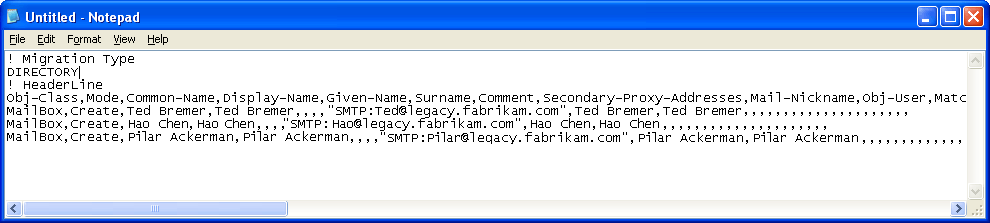 Untitled - Notepad
File Edit Format View Help
! Migration Type
DIRECTORY
! HeaderLine
Obj-Class,Mode,Common-Name,Display-Name,Given-Name,Surname,Comment,Secondary-Proxy-Addresses,Mail-Nickname,Obj-User,Matc
MailBox,Create,Ted Bremer,Ted Bremer,,,,"SMTP:Ted@legacy.fabrikam.com",Ted Bremer,Ted Bremer,,,,,,,,,,,,,,,,,,,,,
MailBox,Create,Hao Chen,Hao Chen,,,,"SMTP:Hao@legacy.fabrikam.com",Hao Chen,Hao Chen,,,,,,,,,,,,,,,,,,,,,
MailBox,Create,Pilar Ackerman,Pilar Ackerman,,,,"SMTP:Pilar@legacy.fabrikam.com",Pilar Ackerman,Pilar Ackerman,,,,,,,,,,,,,